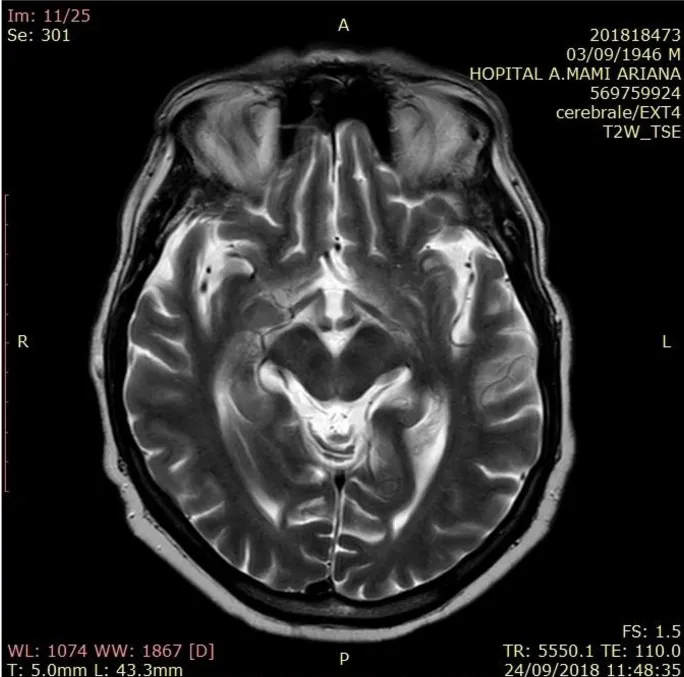 Im: 11/25
Se: 301
A
201818473
03/09/1946 M
HOPITAL A.MAMI ARIANA
569759924
cerebrale/EXT4
T2W_TSE
R
L
WL: 1074 WW: 1867 [D]
T: 5.0mm L: 43.3mm
P
FS: 1.5
TR: 5550.1 TE: 110.0
24/09/2018 11:48:35